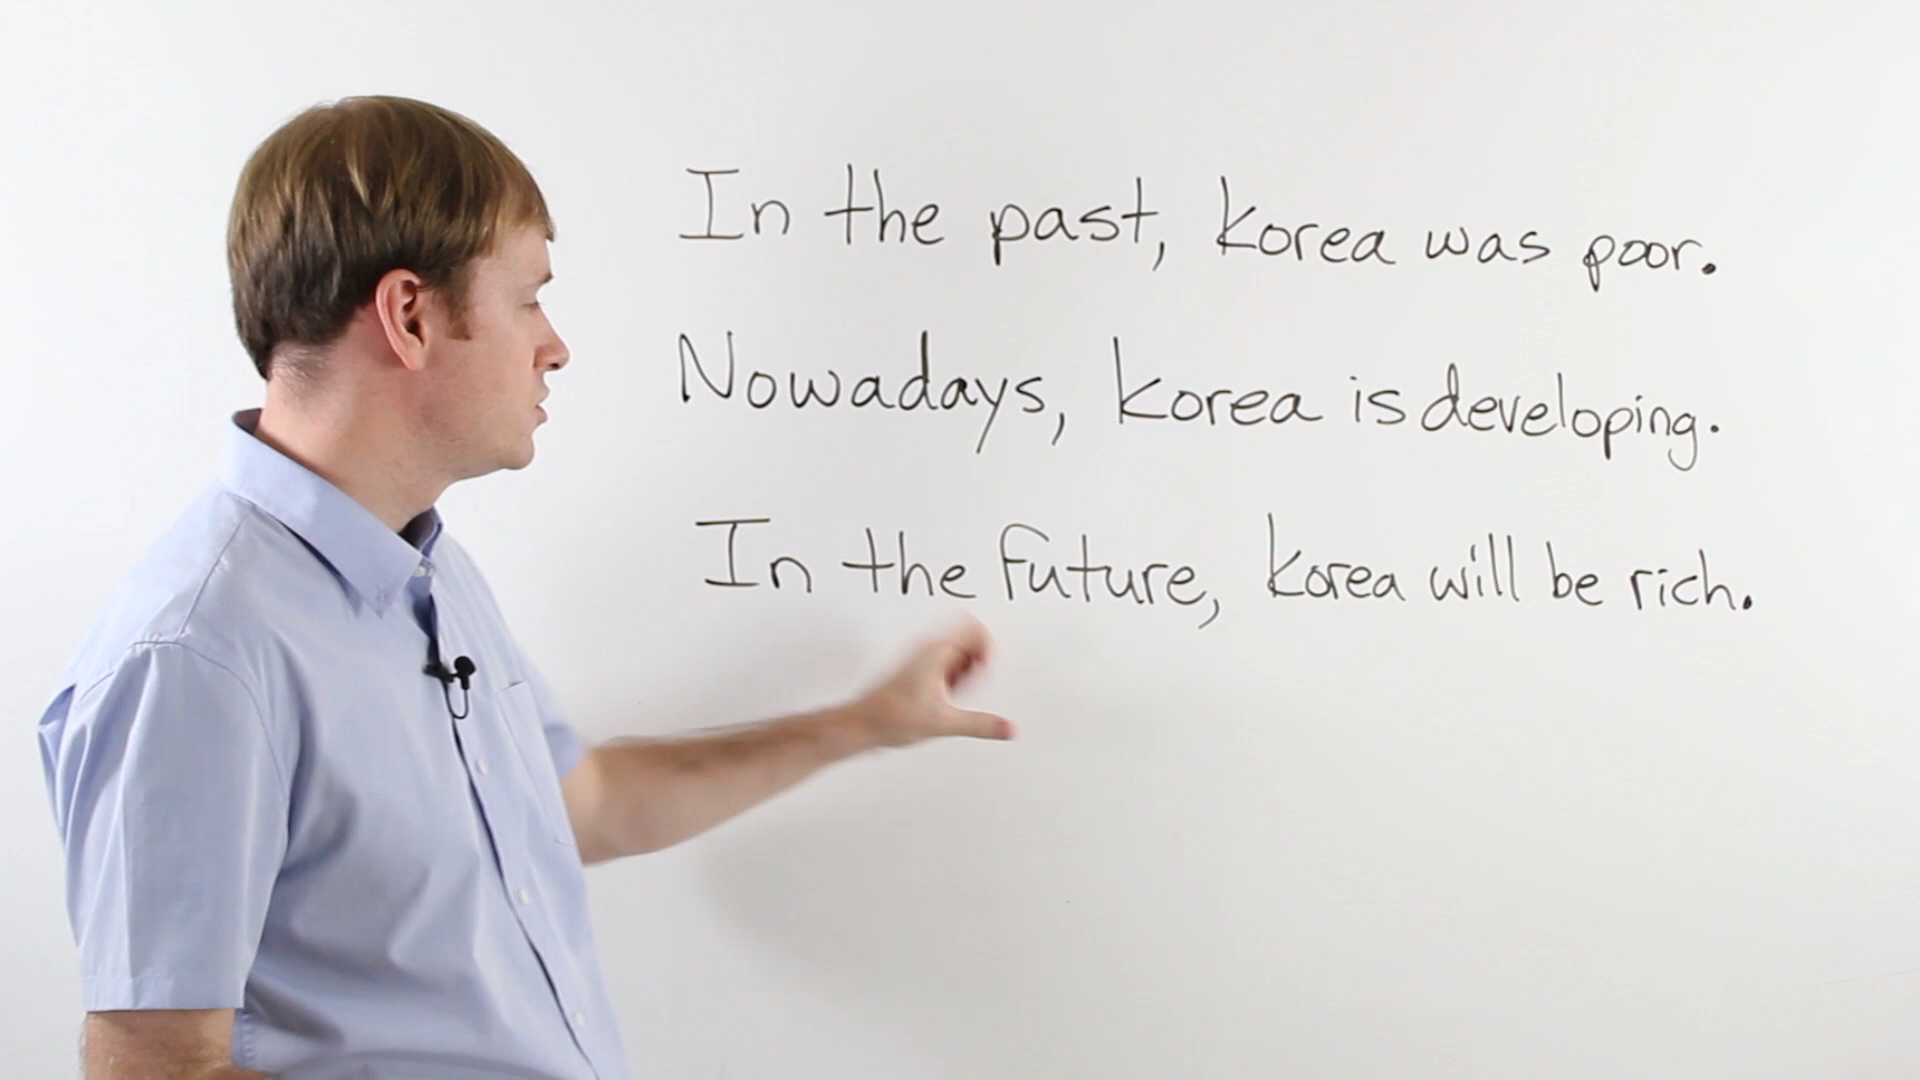 In the past, Korea was poor.
Nowadays, Korea is developing.
In the future, Korea will be rich.